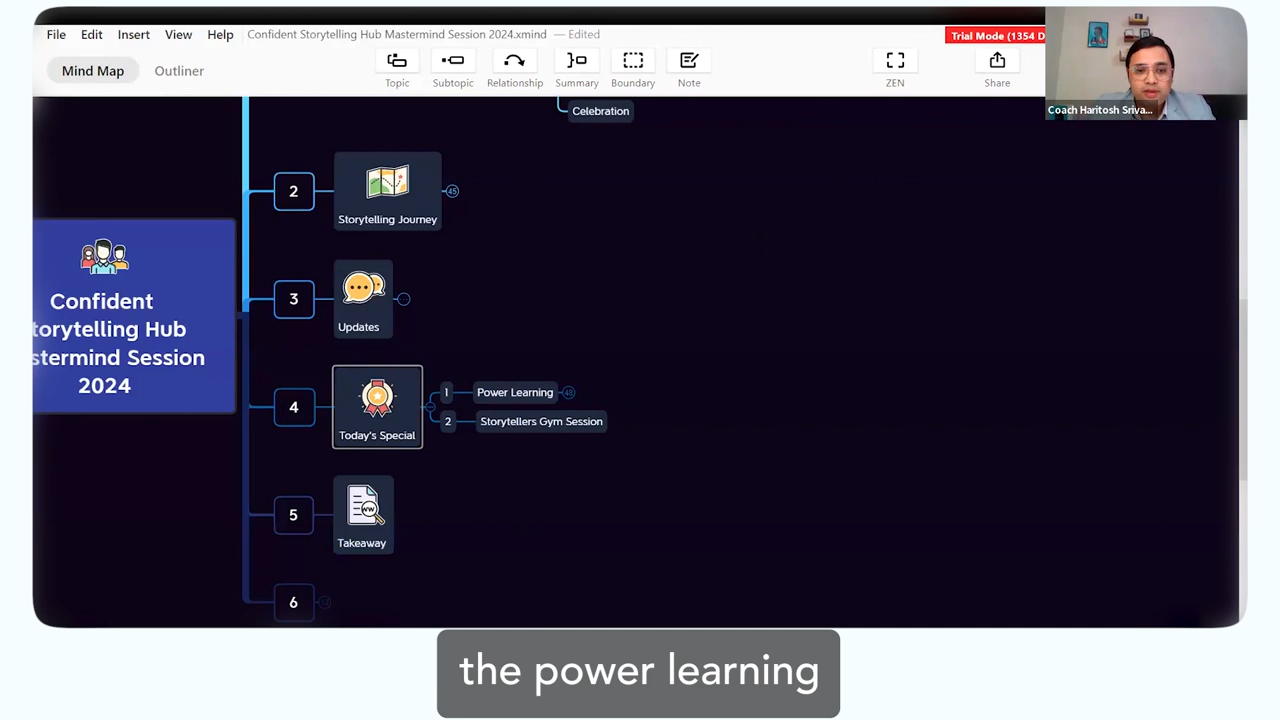 File Edit Insert View Help Confident Storytelling Hub Mastermind Session 2024.xmind — Edited
Trial Mode (1354 D
Mind Map Outliner
Topic Subtopic Relationship Summary Boundary Note ZEN Share
Coach Haritosh Sriva...
Celebration
2
Storytelling Journey
45
3
Updates
Confident
torytelling Hub
stermind Session
2024
4
Today's Special
1 Power Learning 48
2 Storytellers Gym Session
5
W
Takeaway
6
the power learning